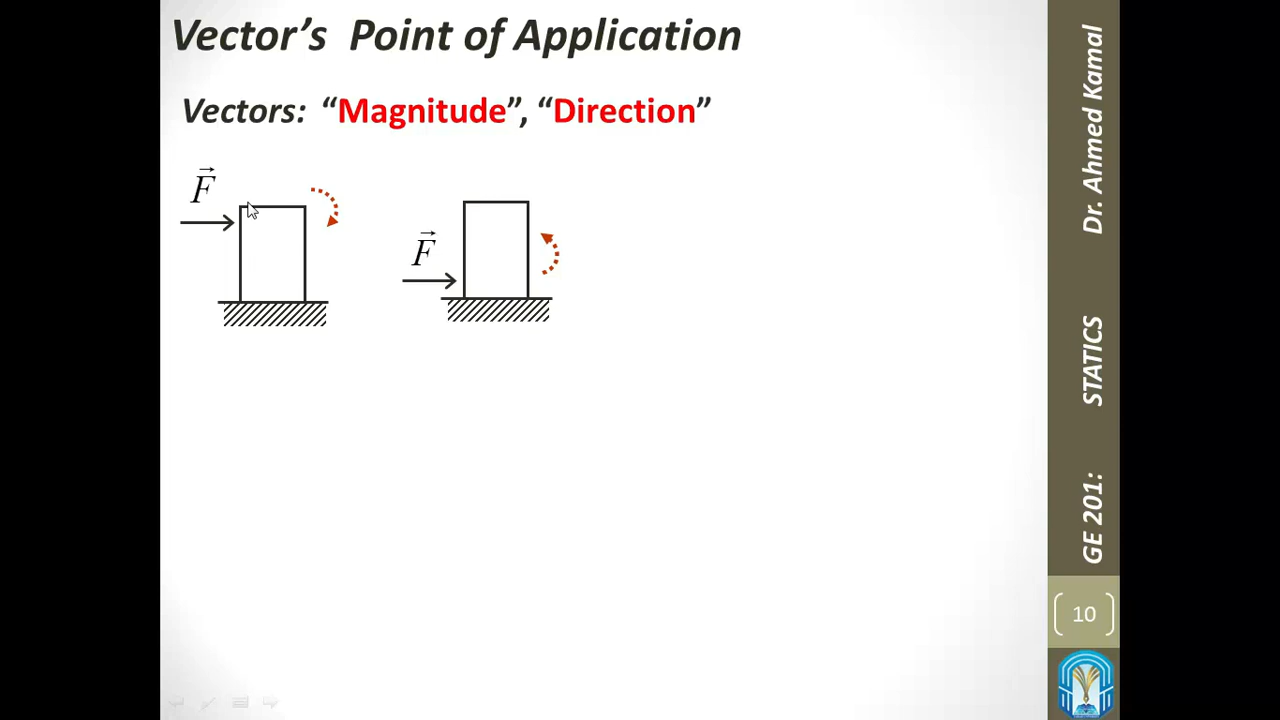 Vector’s Point of Application
Vectors: “Magnitude”, “Direction”
F
F
Dr. Ahmed Kamal
STATICS
GE 201:
10